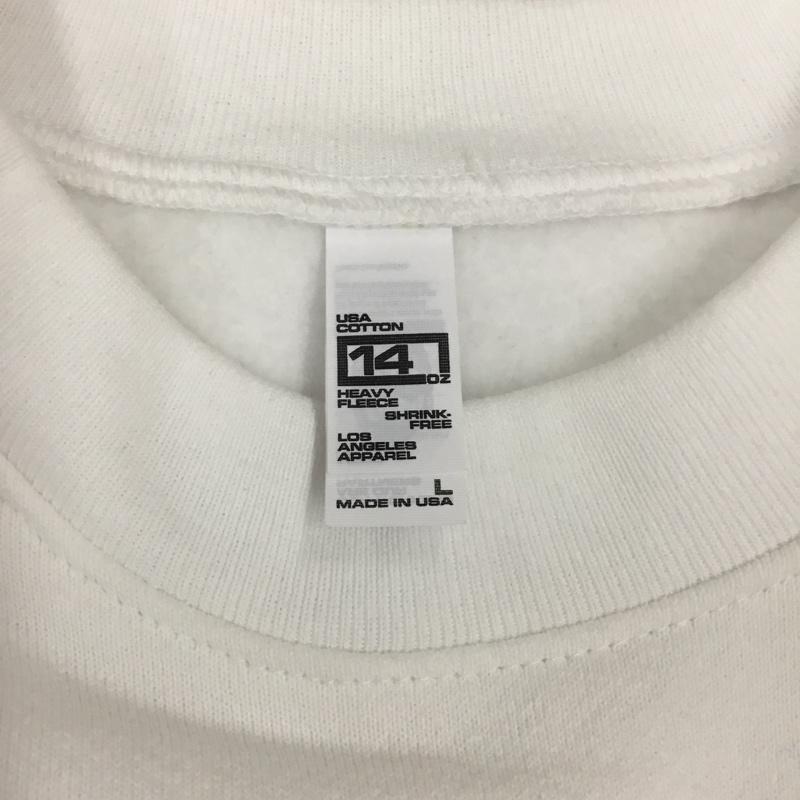 USA
COTTON
14
OZ
HEAVY
FLEECE
SHRINK-
FREE
LOS
ANGELES
APPAREL
L
MADE IN USA